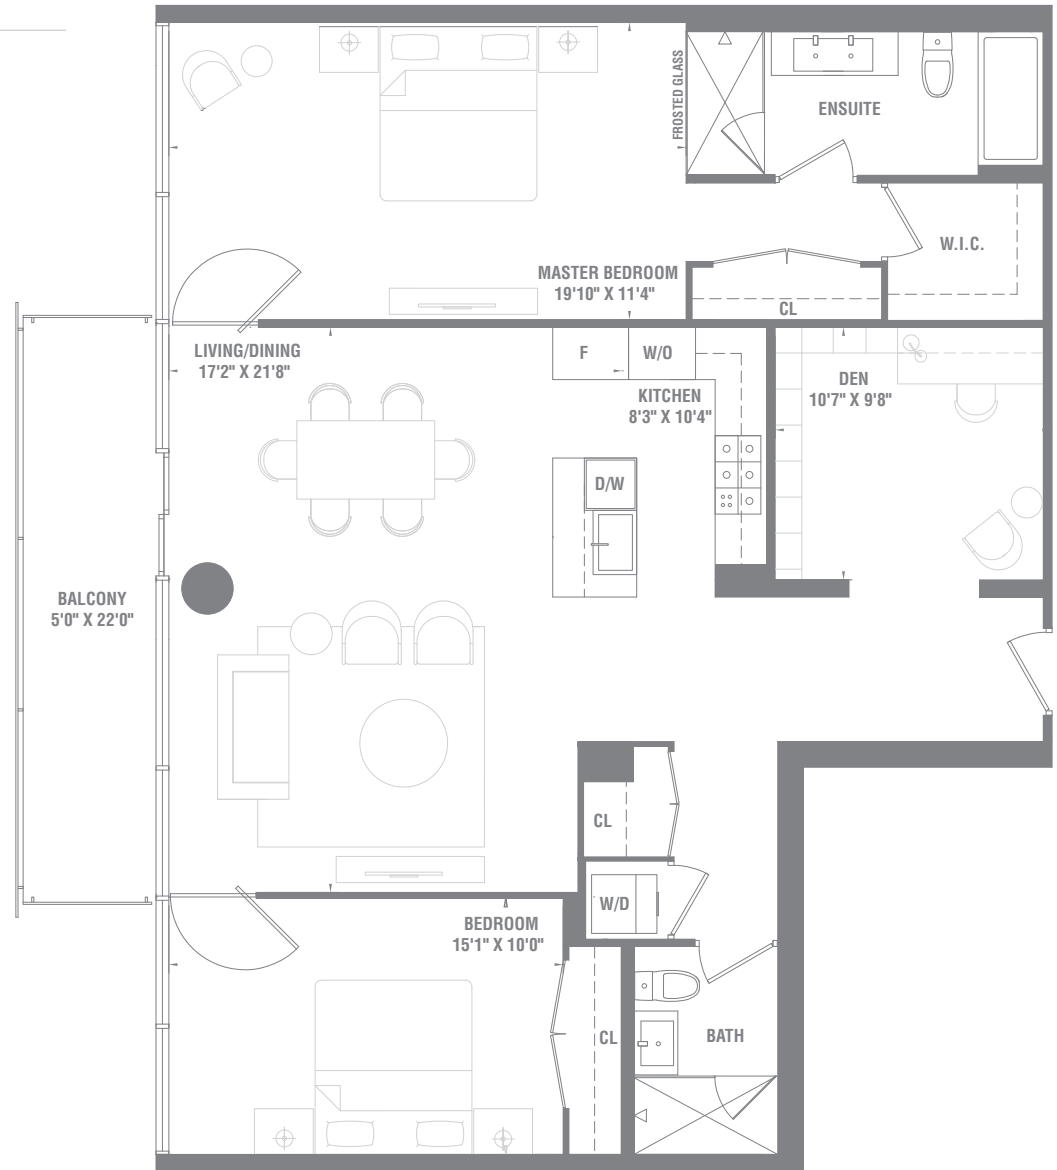 FROSTED GLASS
ENSUITE
W.I.C.
MASTER BEDROOM
19'10" X 11'4"
CL
LIVING/DINING
17'2" X 21'8"
F
W/O
KITCHEN
8'3" X 10'4"
DEN
10'7" X 9'8"
D/W
BALCONY
5'0" X 22'0"
CL
W/D
BEDROOM
15'1" X 10'0"
CL
BATH